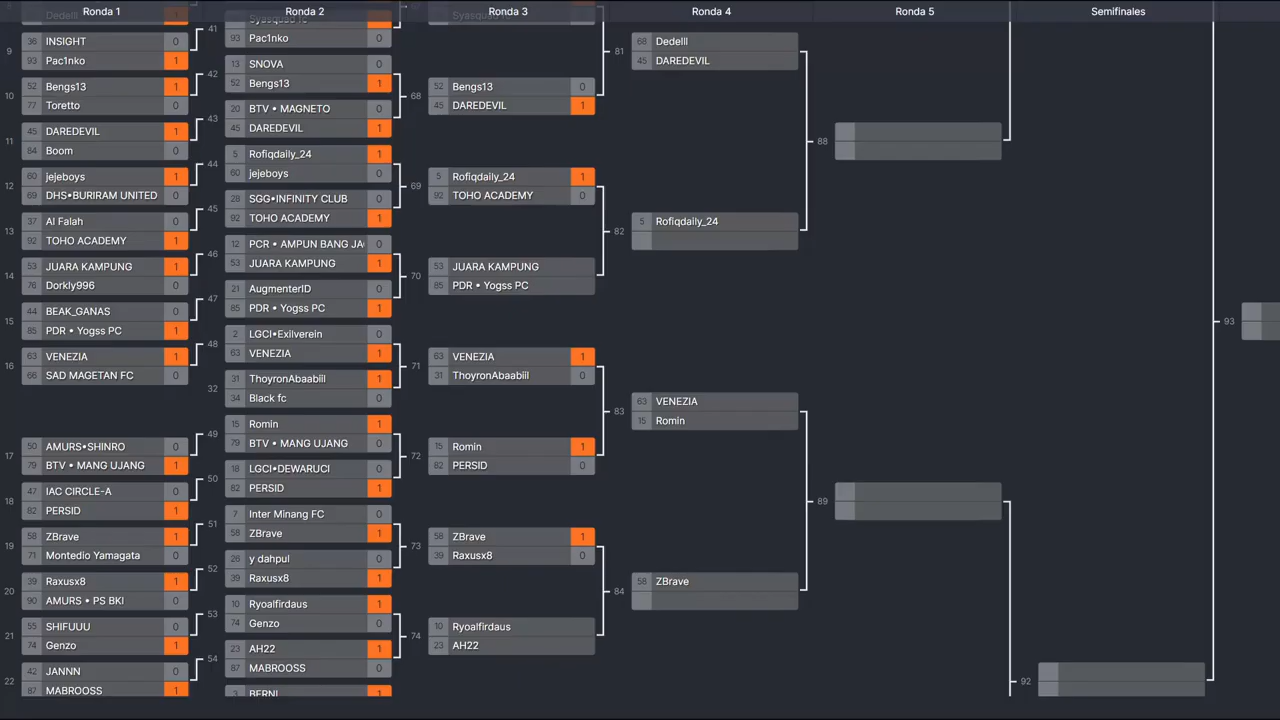 Ronda 1
Ronda 2
Ronda 3
Ronda 4
Ronda 5
Semifinales
Dedelll
9
36 INSIGHT 0
93 Pac1nko 1
10
52 Bengs13 1
77 Toretto 0
11
45 DAREDEVIL 1
84 Boom 0
12
60 jejeboys 1
69 DHS•BURIRAM UNITED 0
13
37 Al Falah 0
92 TOHO ACADEMY 1
14
53 JUARA KAMPUNG 1
76 Dorkly996 0
15
44 BEAK_GANAS 0
85 PDR • Yogss PC 1
16
63 VENEZIA 1
66 SAD MAGETAN FC 0
17
50 AMURS•SHINRO 0
79 BTV • MANG UJANG 1
18
47 IAC CIRCLE-A 0
82 PERSID 1
19
58 ZBrave 1
71 Montedio Yamagata 0
20
39 Raxusx8 1
90 AMURS • PS BKI 0
21
55 SHIFUUU 0
74 Genzo 1
22
42 JANNN 0
87 MABROOSS 1
Syasquad fc
41
93 Pac1nko 0
42
13 SNOVA 0
52 Bengs13 1
43
20 BTV • MAGNETO 0
45 DAREDEVIL 1
44
5 Rofiqdaily_24 1
60 jejeboys 0
45
28 SGG•INFINITY CLUB 0
92 TOHO ACADEMY 1
46
12 PCR • AMPUN BANG JA 0
53 JUARA KAMPUNG 1
47
21 AugmenterID 0
85 PDR • Yogss PC 1
48
2 LGCI•Exilverein 0
63 VENEZIA 1
32
31 ThoyronAbaabiil 1
34 Black fc 0
49
15 Romin 1
79 BTV • MANG UJANG 0
50
18 LGCI•DEWARUCI 0
82 PERSID 1
51
7 Inter Minang FC 0
58 ZBrave 1
52
26 y dahpul 0
39 Raxusx8 1
53
10 Ryoalfirdaus 1
74 Genzo 0
54
23 AH22 1
87 MABROOSS 0
3 BERNI
Syasquad fc
68
52 Bengs13 0
45 DAREDEVIL 1
69
5 Rofiqdaily_24 1
92 TOHO ACADEMY 0
70
53 JUARA KAMPUNG
85 PDR • Yogss PC
71
63 VENEZIA 1
31 ThoyronAbaabiil 0
72
15 Romin 1
82 PERSID 0
73
58 ZBrave 1
39 Raxusx8 0
74
10 Ryoalfirdaus
23 AH22
81
68 Dedelll
45 DAREDEVIL
82
5 Rofiqdaily_24
83
63 VENEZIA
15 Romin
84
58 ZBrave
88
89
92
93